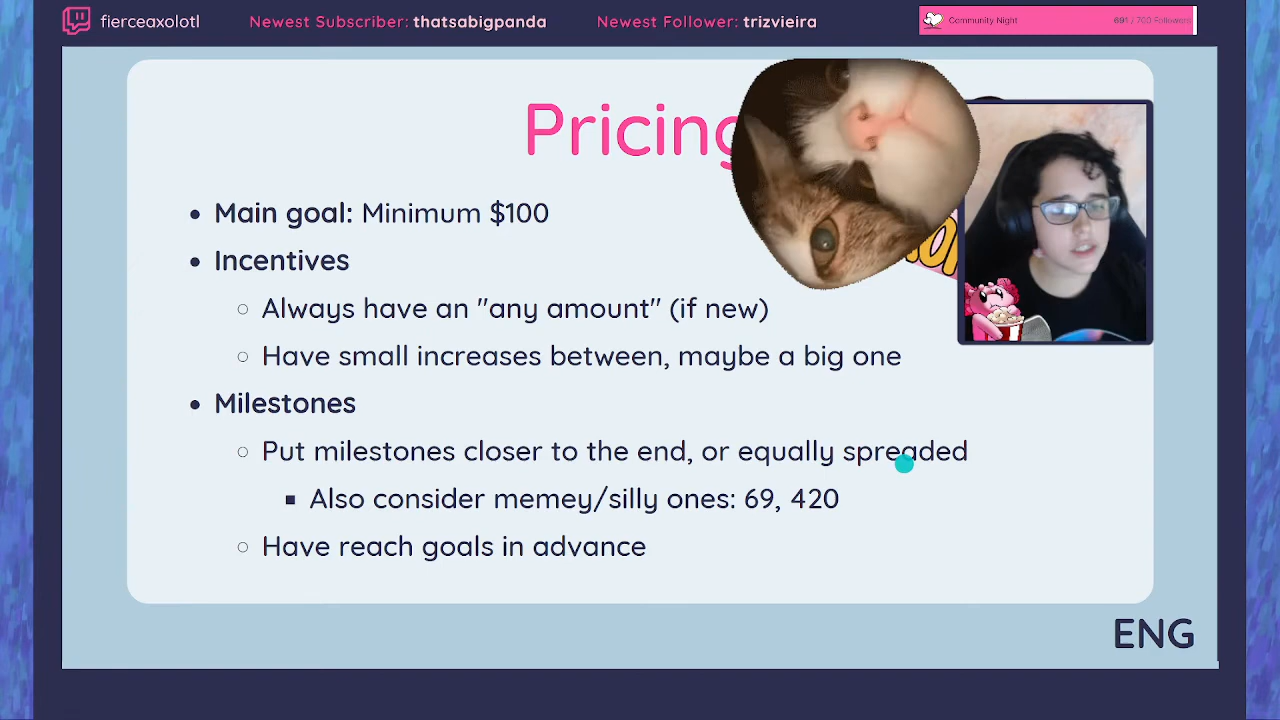 fierceaxolotl
Newest Subscriber: thatsabigpanda
Newest Follower: trizvieira
Community Night
691 / 700 Followers
Pricing
Main goal: Minimum $100
Incentives
Always have an "any amount" (if new)
Have small increases between, maybe a big one
Milestones
Put milestones closer to the end, or equally spreaded
Also consider memey/silly ones: 69, 420
Have reach goals in advance
ENG